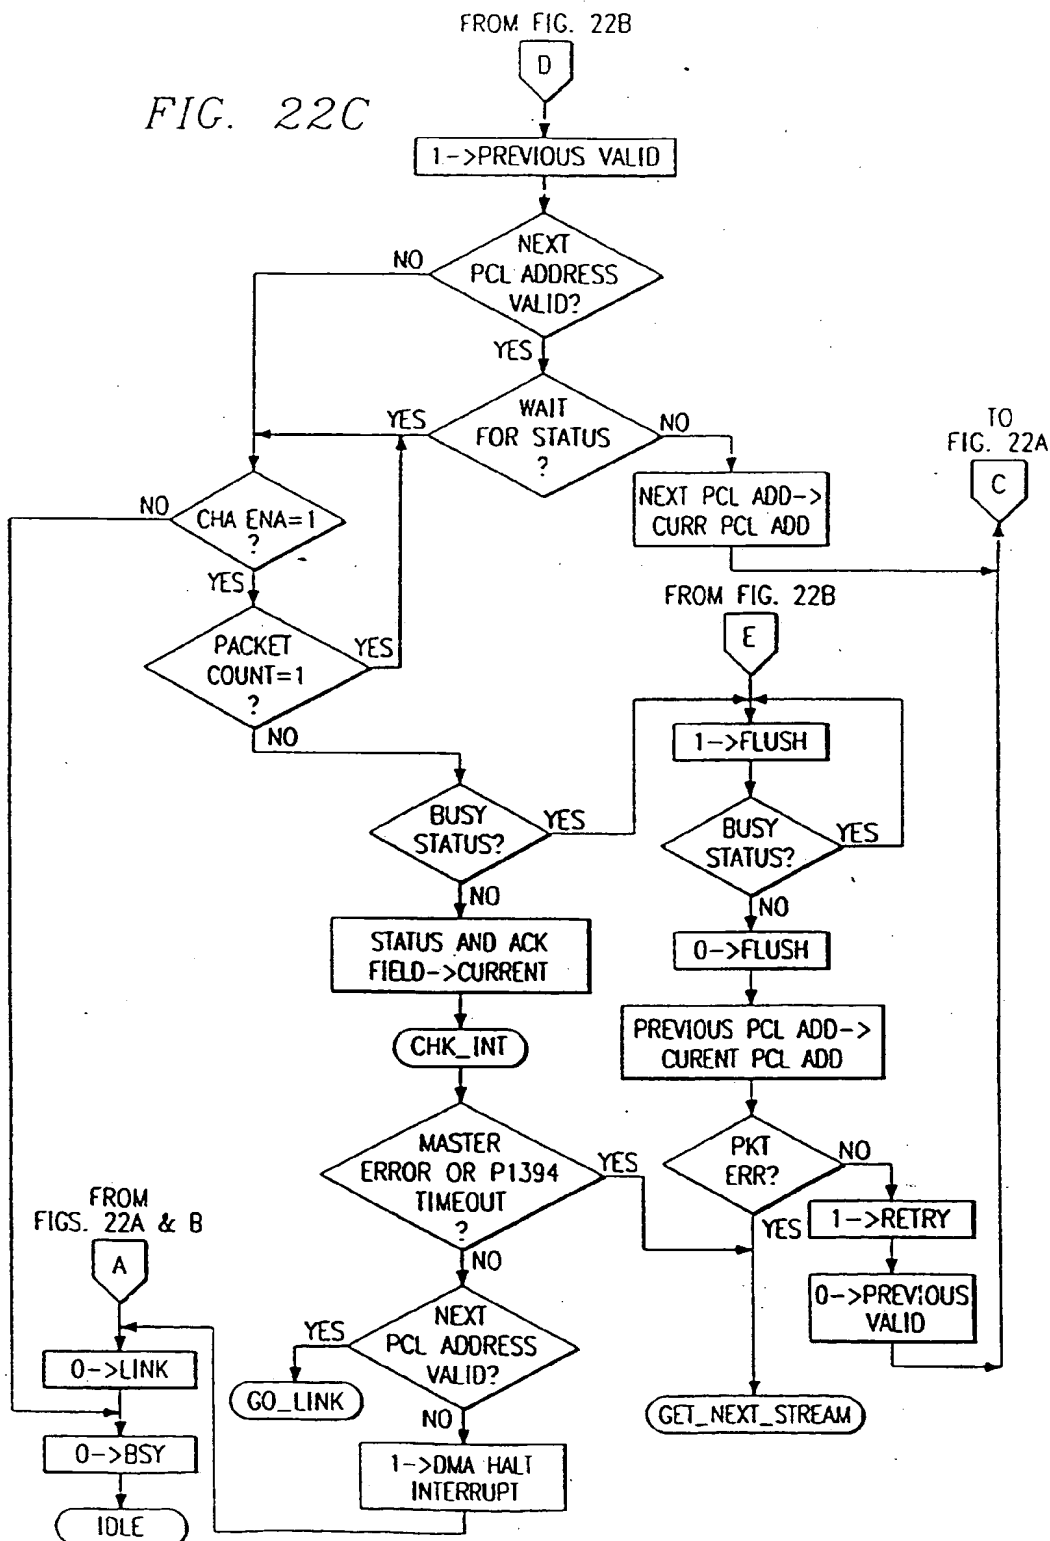 FROM FIG. 22B
D
FIG. 22C
1->PREVIOUS VALID
NEXT
PCL ADDRESS
VALID?
NO
YES
WAIT
FOR STATUS
?
YES
NO
NEXT PCL ADD->
CURR PCL ADD
TO
FIG. 22A
C
CHA ENA=1
?
NO
YES
PACKET
COUNT=1
?
YES
NO
FROM FIG. 22B
E
1->FLUSH
BUSY
STATUS?
YES
NO
BUSY
STATUS?
YES
NO
0->FLUSH
STATUS AND ACK
FIELD->CURRENT
CHK_INT
PREVIOUS PCL ADD->
CURENT PCL ADD
MASTER
ERROR OR P1394
TIMEOUT
?
YES
NO
PKT
ERR?
NO
YES
1->RETRY
0->PREVIOUS
VALID
FROM
FIGS. 22A & B
A
0->LINK
0->BSY
IDLE
NEXT
PCL ADDRESS
VALID?
YES
NO
GO_LINK
1->DMA HALT
INTERRUPT
GET_NEXT_STREAM